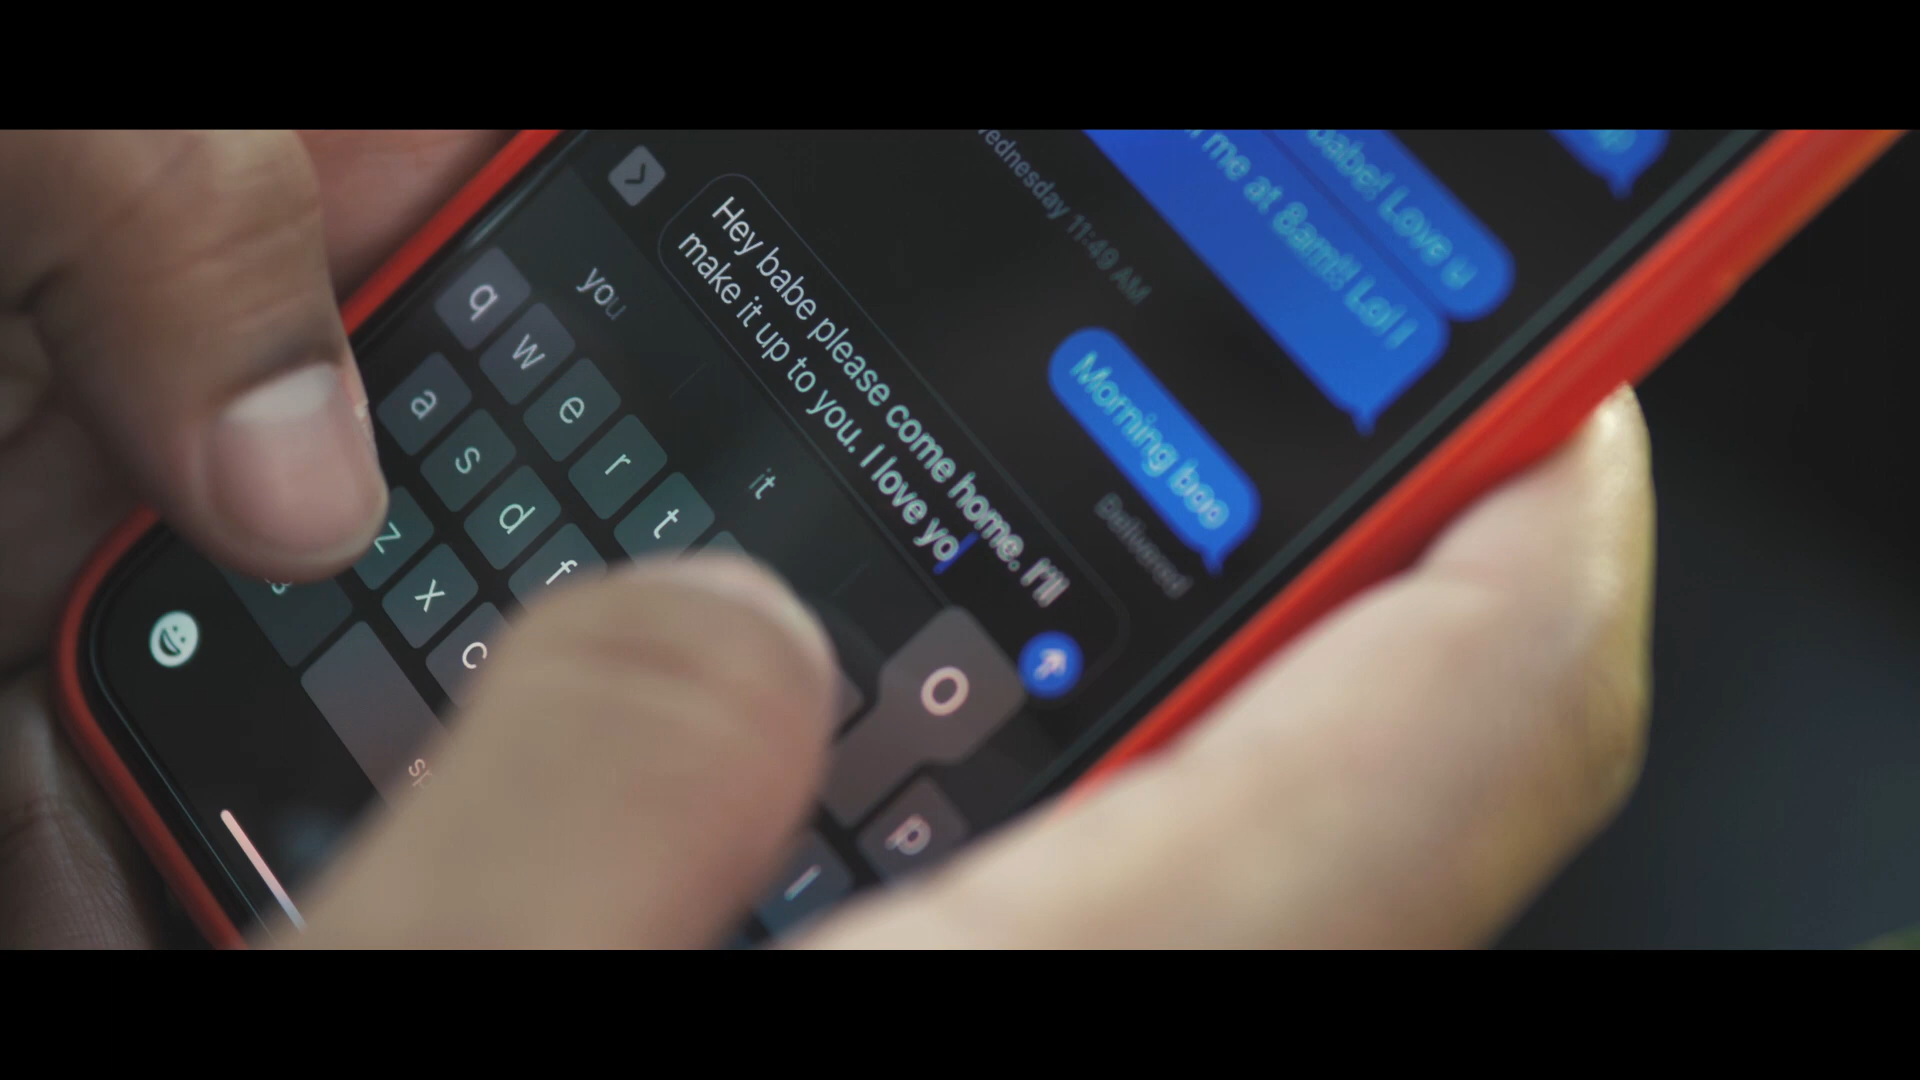 babe! Love y
me at 8am!! Lol I
Wednesday 11:49 AM
Morning boo
Delivered
Hey babe please come home. I'll
make it up to you. I love yo
you
it
q w e r t
o p
a s d f
l
z x c